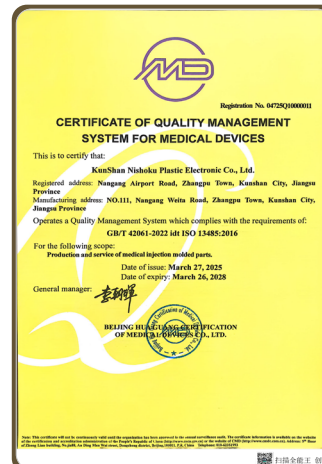 Registration No. 04725Q10000011
CERTIFICATE OF QUALITY MANAGEMENT
SYSTEM FOR MEDICAL DEVICES
This is to certify that:
KunShan Nishoku Plastic Electronic Co., Ltd.
Registered address: Nangang Airport Road, Zhangpu Town, Kunshan City, Jiangsu
Province
Manufacturing address: NO.111, Nangang Weita Road, Zhangpu Town, Kunshan City,
Jiangsu Province
Operates a Quality Management System which complies with the requirements of:
GB/T 42061-2022 idt ISO 13485:2016
For the following scope:
Production and service of medical injection molded parts.
Date of issue: March 27, 2025
Date of expiry: March 26, 2028
General manager:
BEIJING HUAGUANG CERTIFICATION
OF MEDICAL DEVICES CO., LTD.
扫描全能王 创